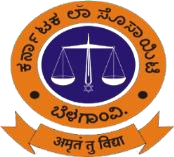 ಕರ್ನಾಟಕ ಲಾ ಸೊಸಾಯಿಟಿ
ಬೆಳಗಾಂವಿ.
अमृतं तु विद्या